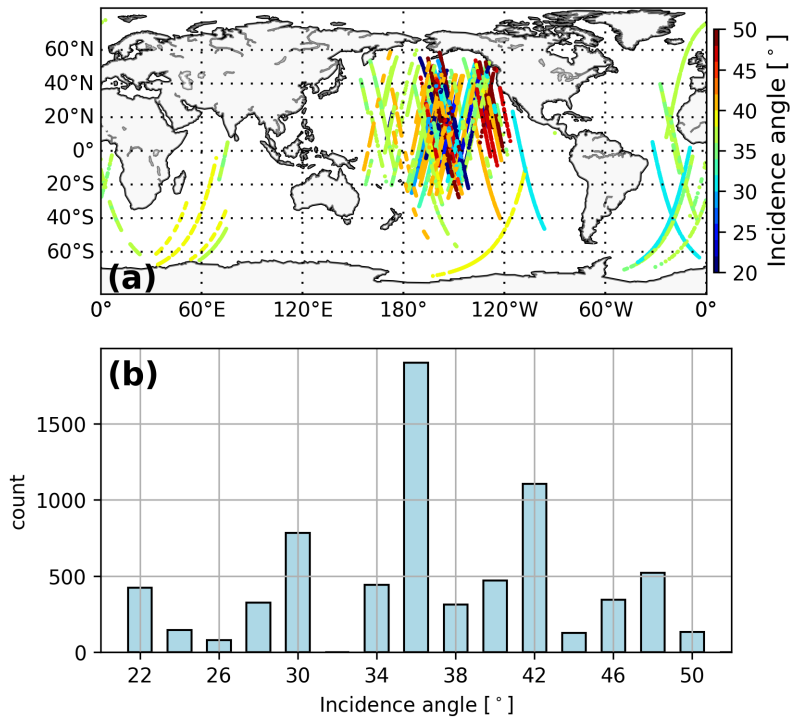 60°N
40°N
20°N
0°
20°S
40°S
60°S
(a)
0° 60°E 120°E 180° 120°W 60°W 0°
50
45
40
35
30
25
20
Incidence angle [°]
(b)
1500
1000
500
0
count
22 26 30 34 38 42 46 50
Incidence angle [°]